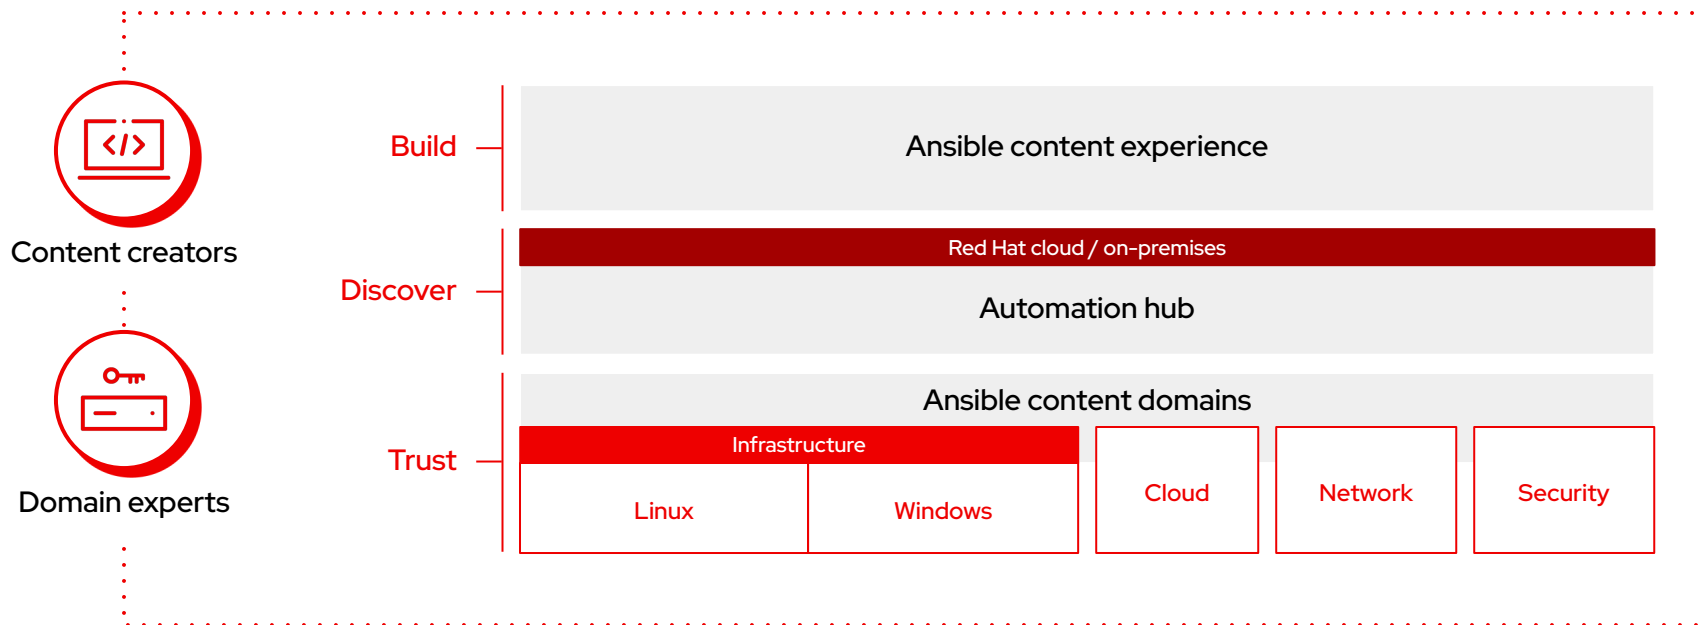 Content creators
Domain experts
Build
Ansible content experience
Discover
Red Hat cloud / on-premises
Automation hub
Trust
Ansible content domains
Infrastructure
Linux
Windows
Cloud
Network
Security